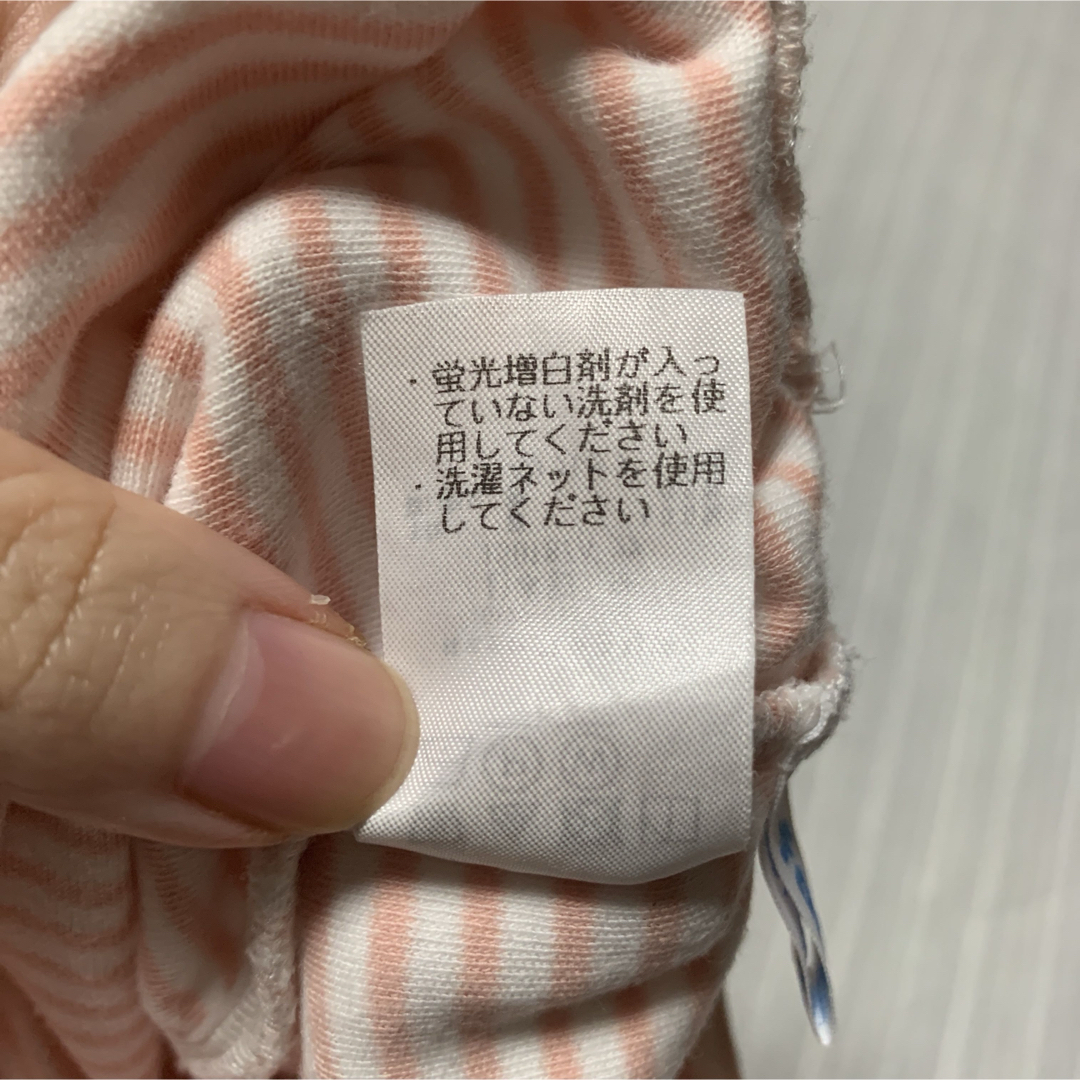 ・蛍光増白剤が入っ
ていない洗剤を使
用してください
・洗濯ネットを使用
してください